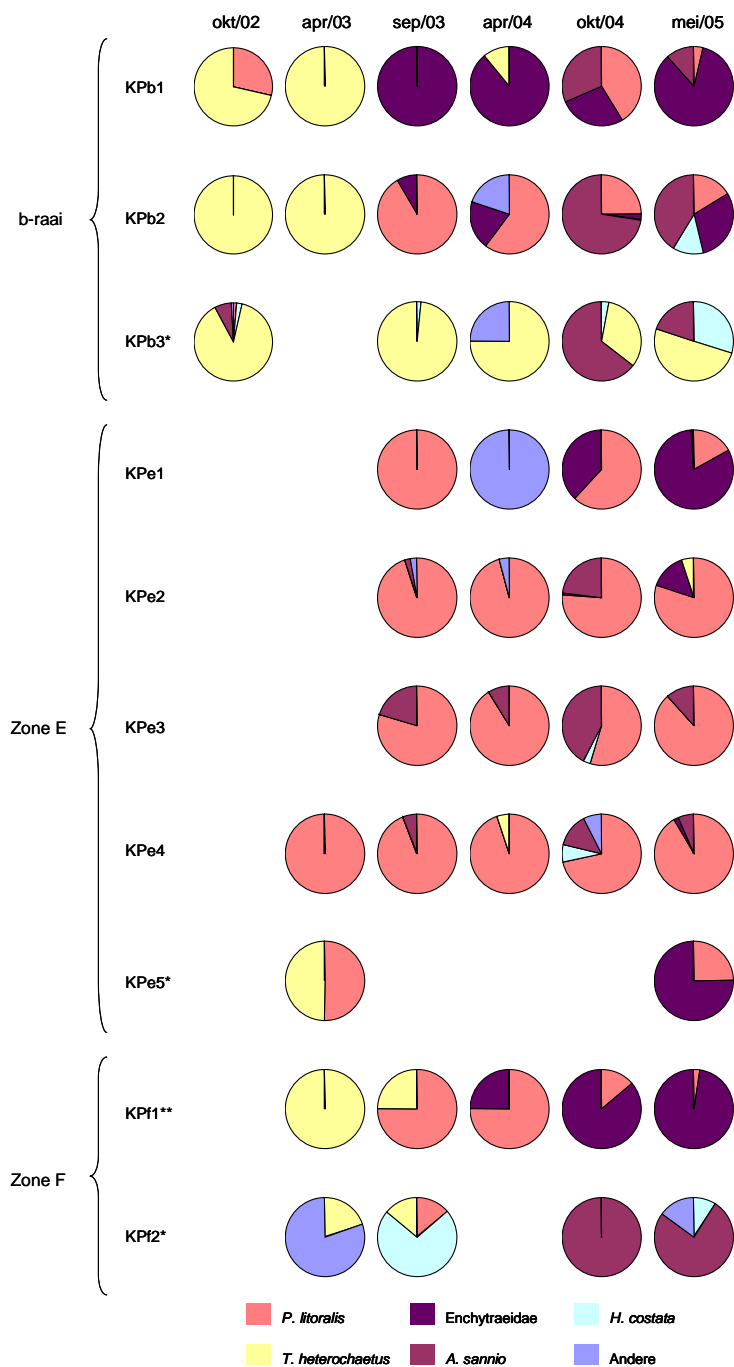 okt/02 apr/03 sep/03 apr/04 okt/04 mei/05
KPb1
b-raai KPb2
KPb3*
KPe1
KPe2
Zone E KPe3
KPe4
KPe5*
KPf1**
Zone F
KPf2*
P. litoralis Enchytraeidae H. costata
T. heterochaetus A. sannio Andere